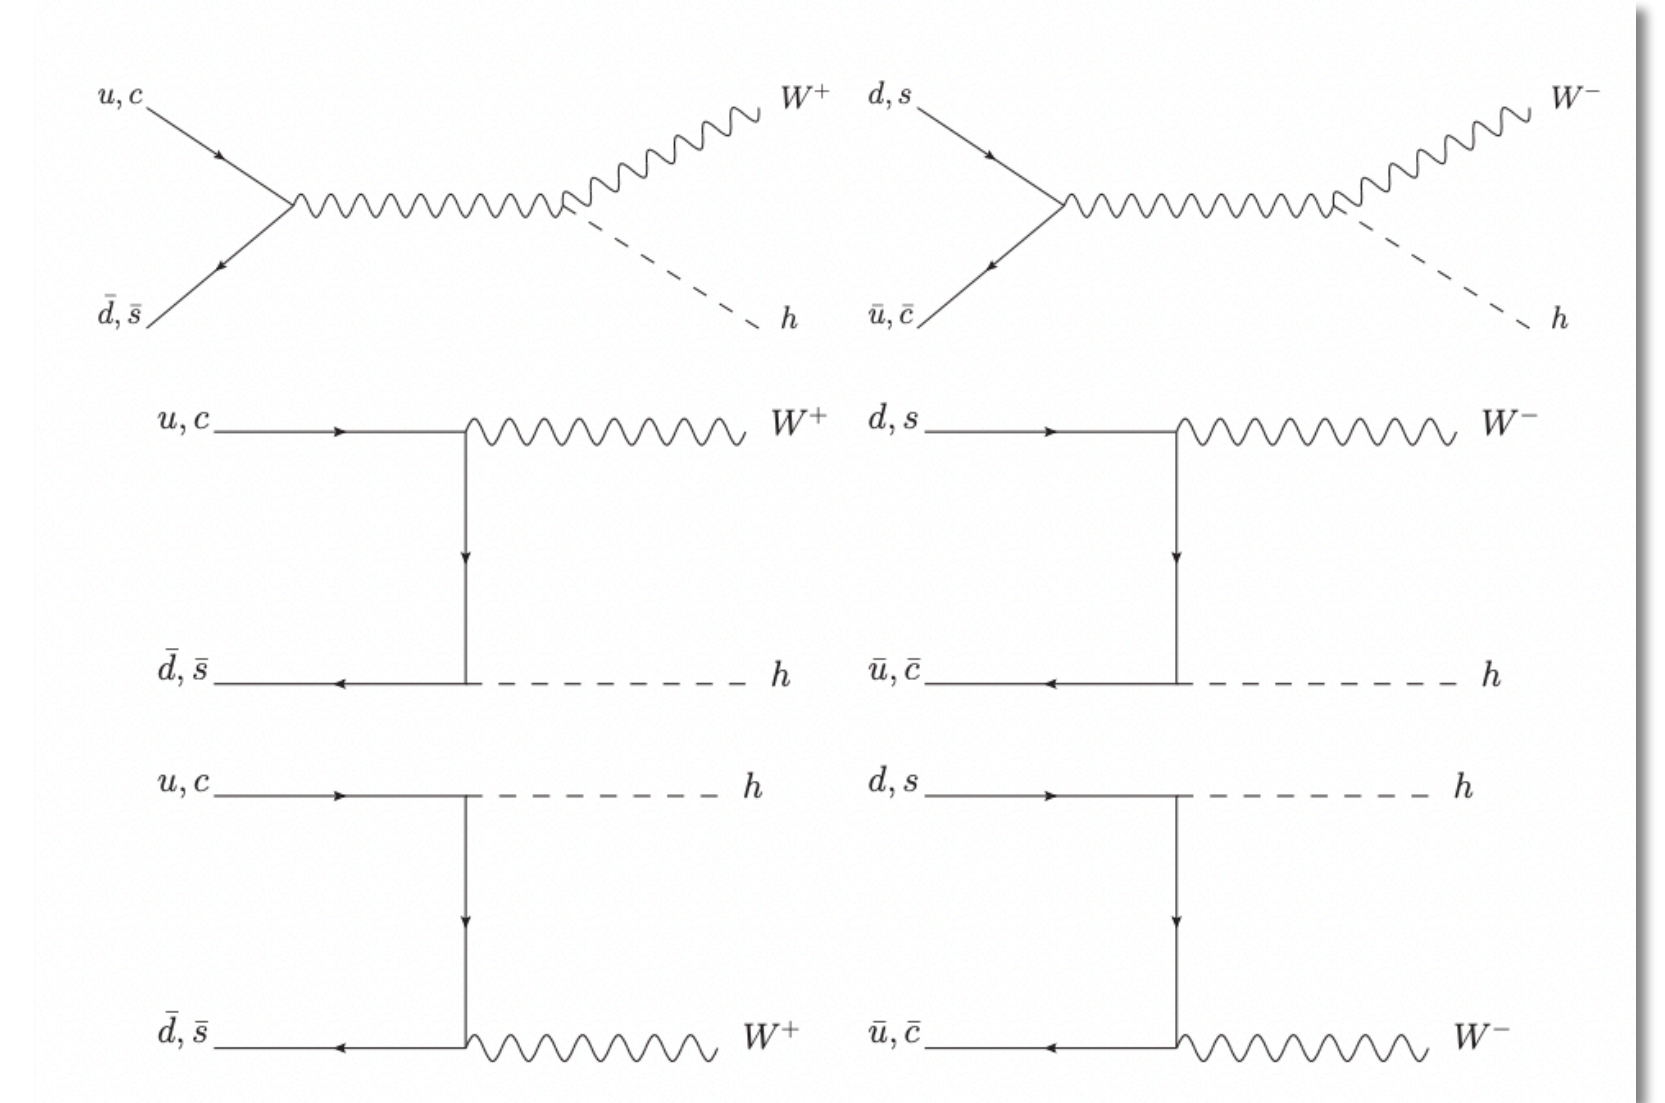 u, c W⁺ d, s W⁻
d̄, s̄ h ū, c̄ h
u, c W⁺ d, s W⁻
d̄, s̄ h ū, c̄ h
u, c h d, s h
d̄, s̄ W⁺ ū, c̄ W⁻